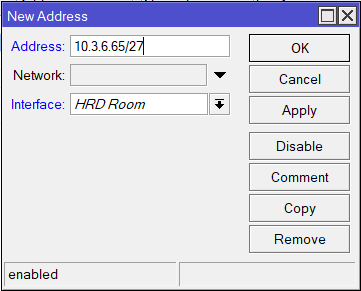 New Address
Address: 10.3.6.65/27
OK
Network:
Cancel
Interface: HRD Room
Apply
Disable
Comment
Copy
Remove
enabled